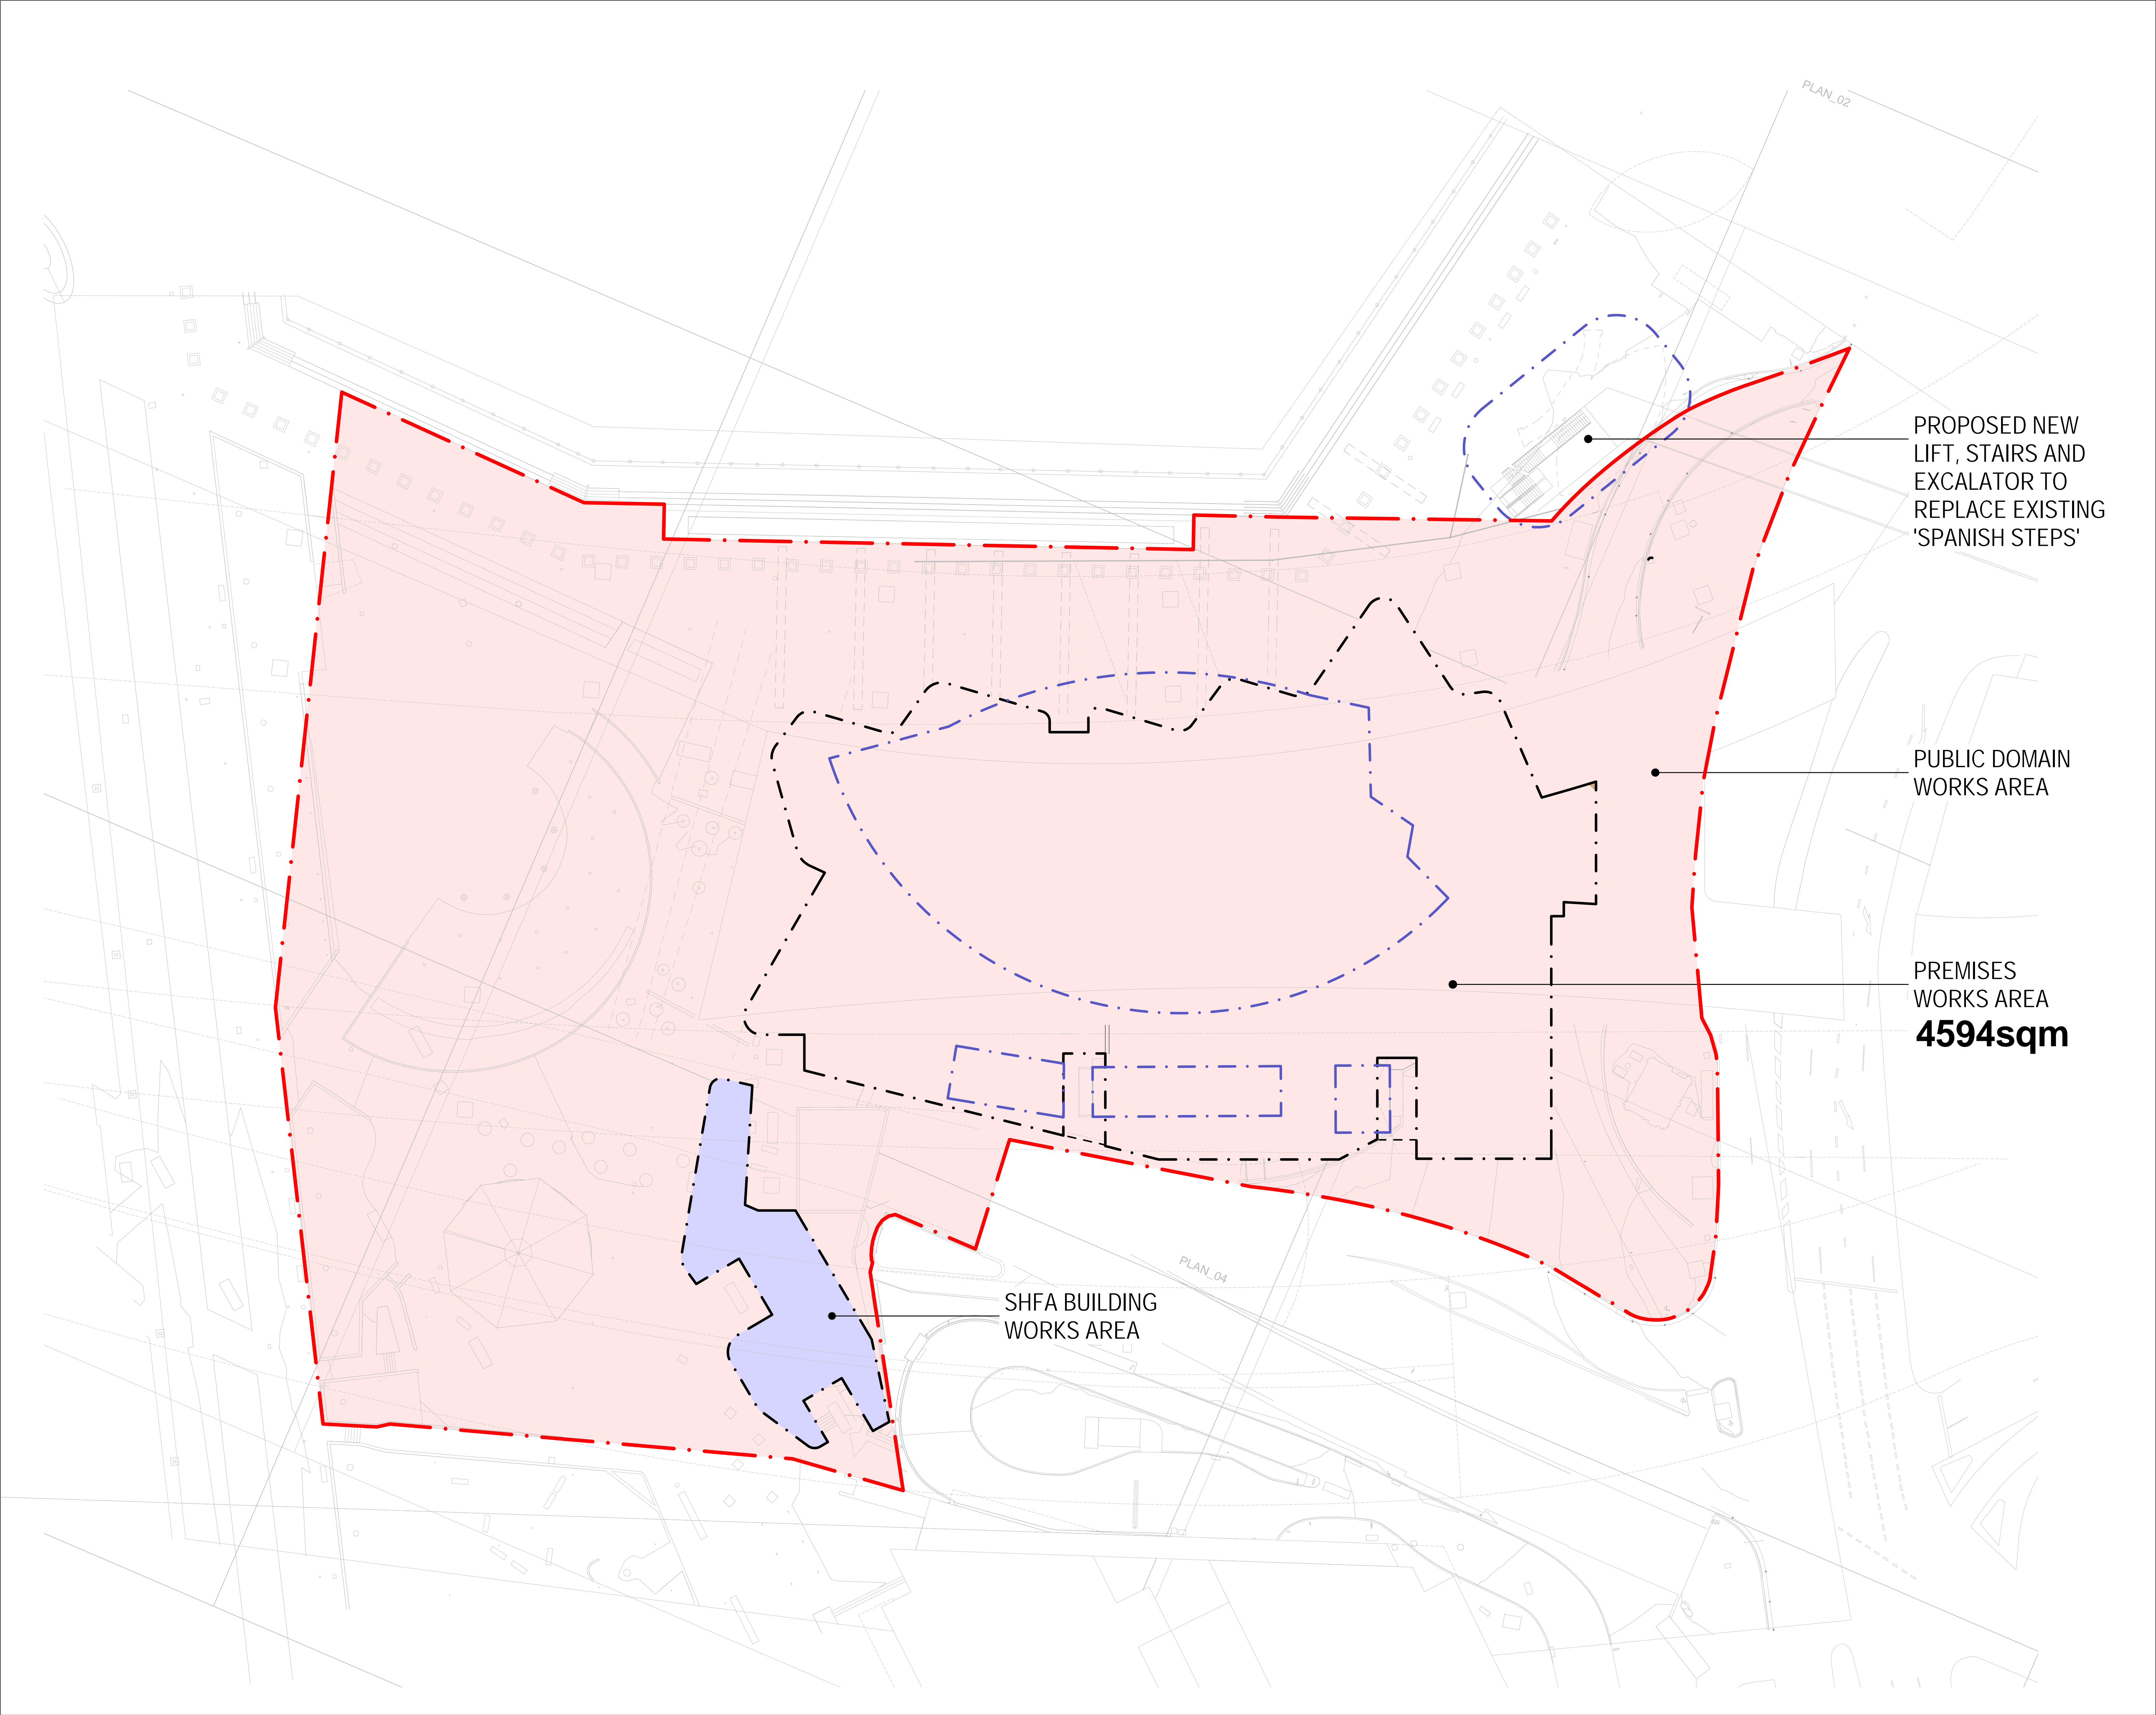 PLAN_02
PROPOSED NEW
LIFT, STAIRS AND
EXCALATOR TO
REPLACE EXISTING
'SPANISH STEPS'
PUBLIC DOMAIN
WORKS AREA
PREMISES
WORKS AREA
4594sqm
PLAN_04
SHFA BUILDING
WORKS AREA